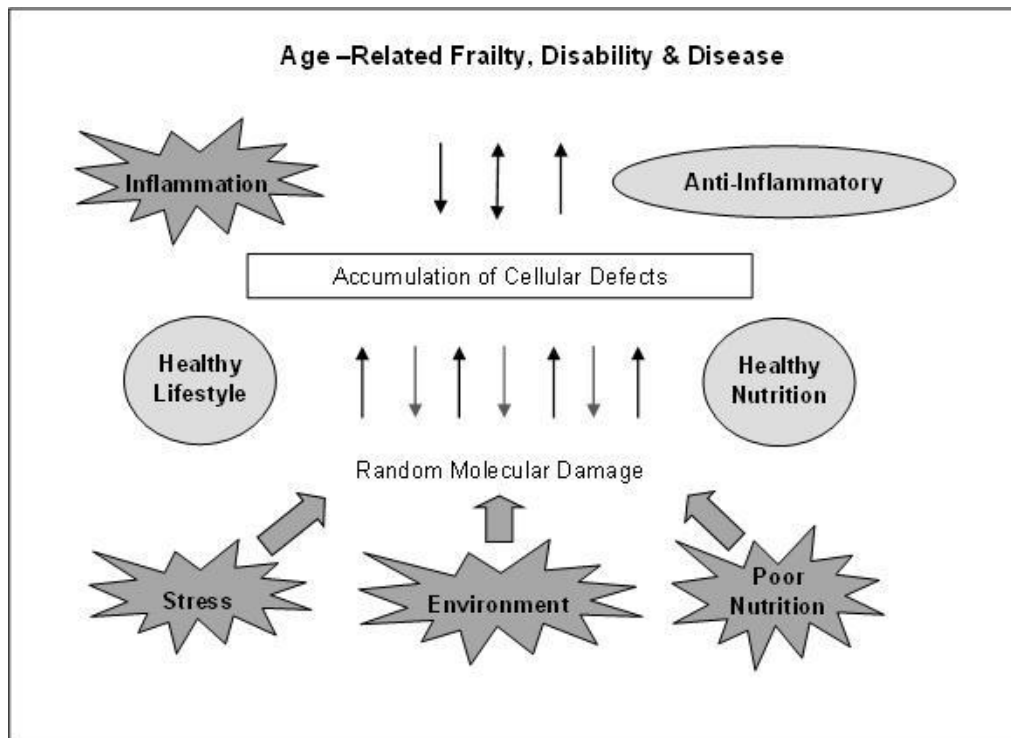 Age –Related Frailty, Disability & Disease
Inflammation
Anti-Inflammatory
Accumulation of Cellular Defects
Healthy
Lifestyle
Healthy
Nutrition
Random Molecular Damage
Stress
Environment
Poor
Nutrition